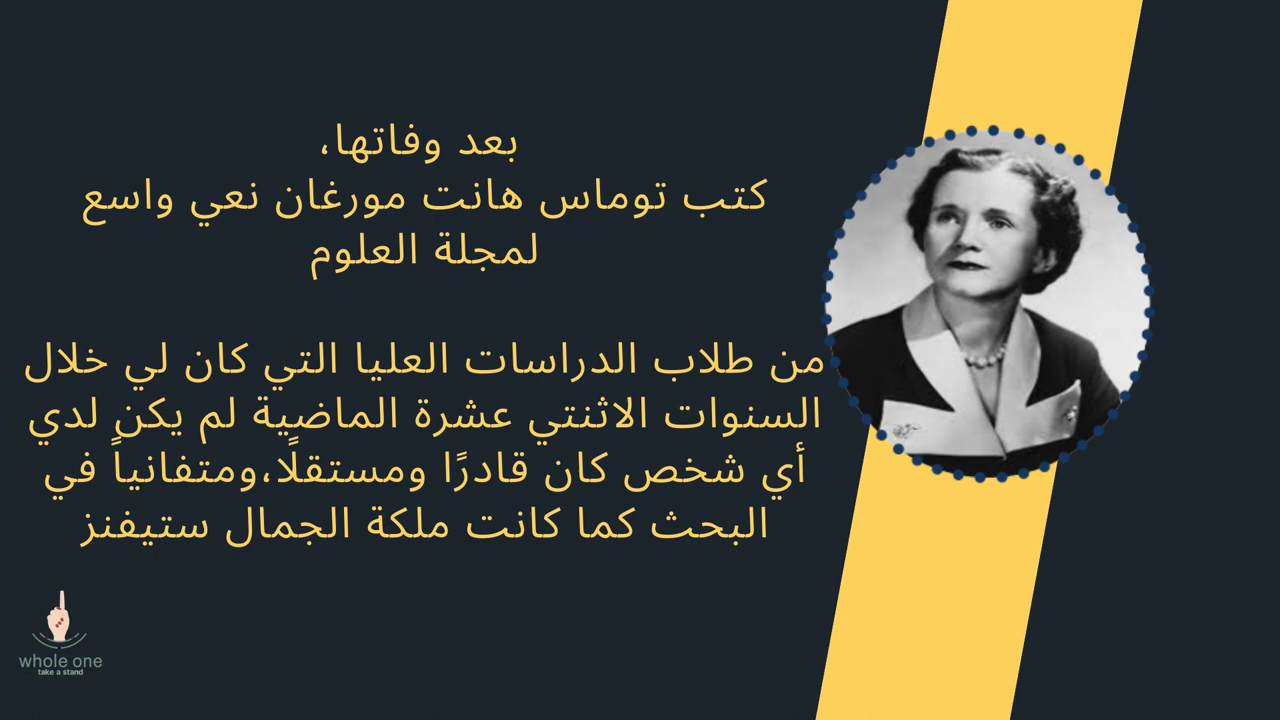 بعد وفاتها،
كتب توماس هانت مورغان نعي واسع
لمجلة العلوم
من طلاب الدراسات العليا التي كان لي خلال
السنوات الاثنتي عشرة الماضية لم يكن لدي
أي شخص كان قادرًا ومستقلًا،ومتفانياً في
البحث كما كانت ملكة الجمال ستيفنز
whole one
take a stand